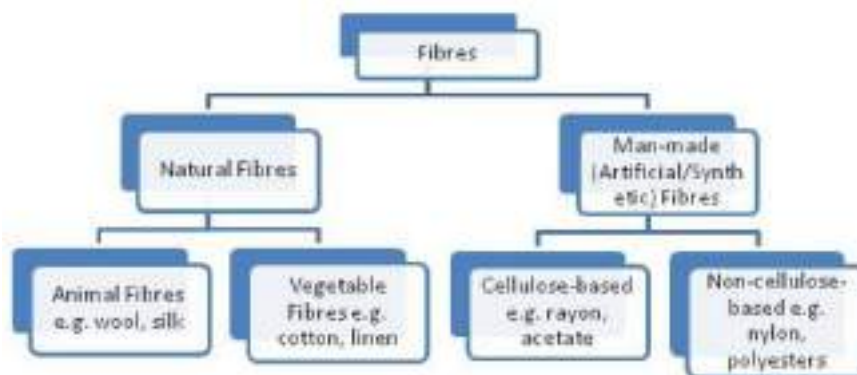 Fibres
Natural Fibres
Man-made
(Artificial/Synth
etic) Fibres
Animal Fibres
e.g. wool, silk
Vegetable
Fibres e.g.
cotton, linen
Cellulose-based
e.g. rayon,
acetate
Non-cellulose-
based e.g.
nylon,
polyesters